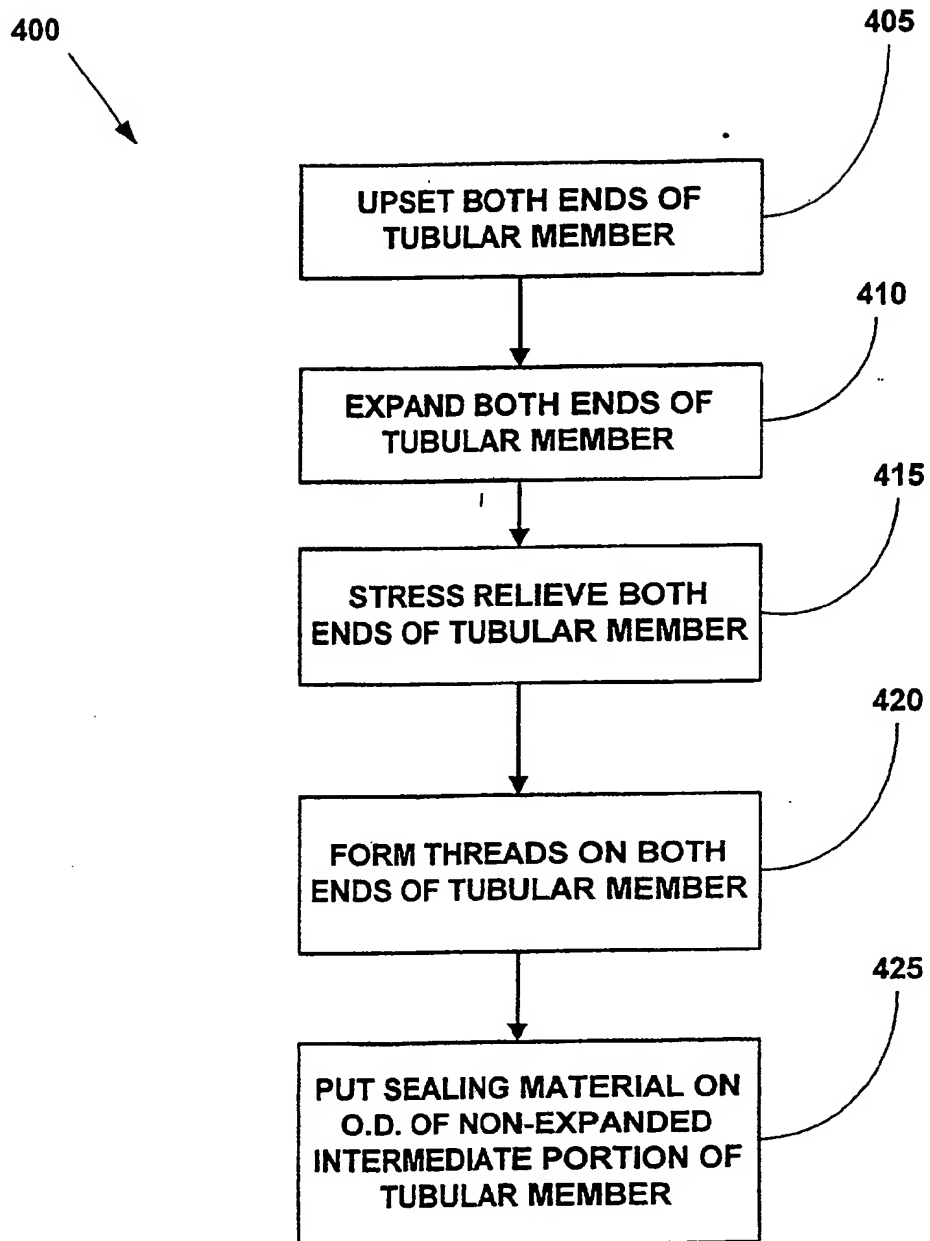 400
405
UPSET BOTH ENDS OF
TUBULAR MEMBER
410
EXPAND BOTH ENDS OF
TUBULAR MEMBER
415
STRESS RELIEVE BOTH
ENDS OF TUBULAR MEMBER
420
FORM THREADS ON BOTH
ENDS OF TUBULAR MEMBER
425
PUT SEALING MATERIAL ON
O.D. OF NON-EXPANDED
INTERMEDIATE PORTION OF
TUBULAR MEMBER